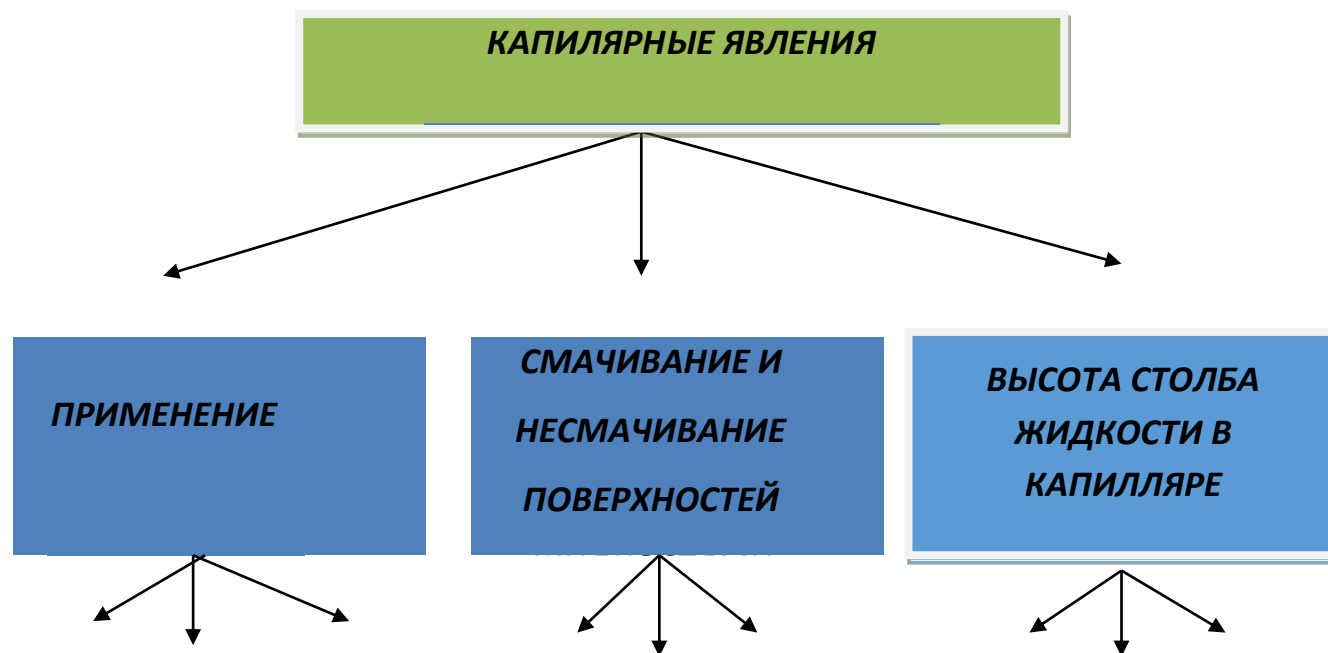 КАПИЛЯРНЫЕ ЯВЛЕНИЯ
ПРИМЕНЕНИЕ
СМАЧИВАНИЕ И
НЕСМАЧИВАНИЕ
ПОВЕРХНОСТЕЙ
ВЫСОТА СТОЛБА
ЖИДКОСТИ В
КАПИЛЛЯРЕ